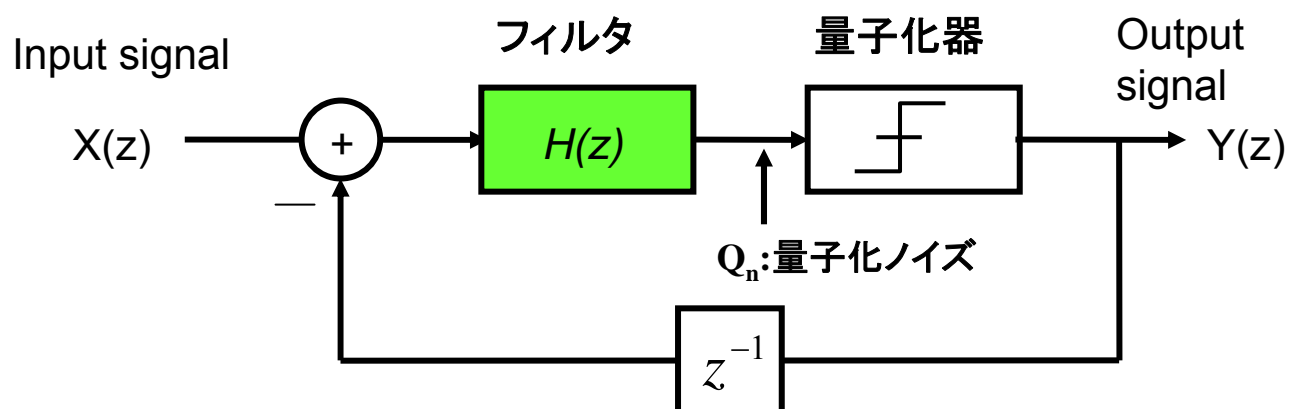 フィルタ
量子化器
Output
signal
Input signal
X(z)
+
H(z)
Y(z)
—
Qn:量子化ノイズ
z⁻¹